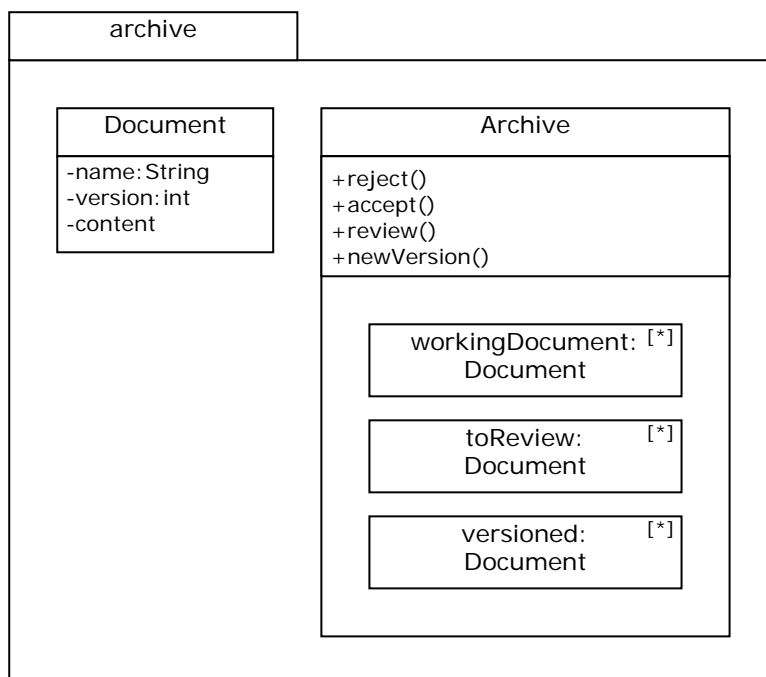 archive
Document
-name:String
-version:int
-content
Archive
+reject()
+accept()
+review()
+newVersion()
workingDocument: [*]
Document
toReview: [*]
Document
versioned: [*]
Document